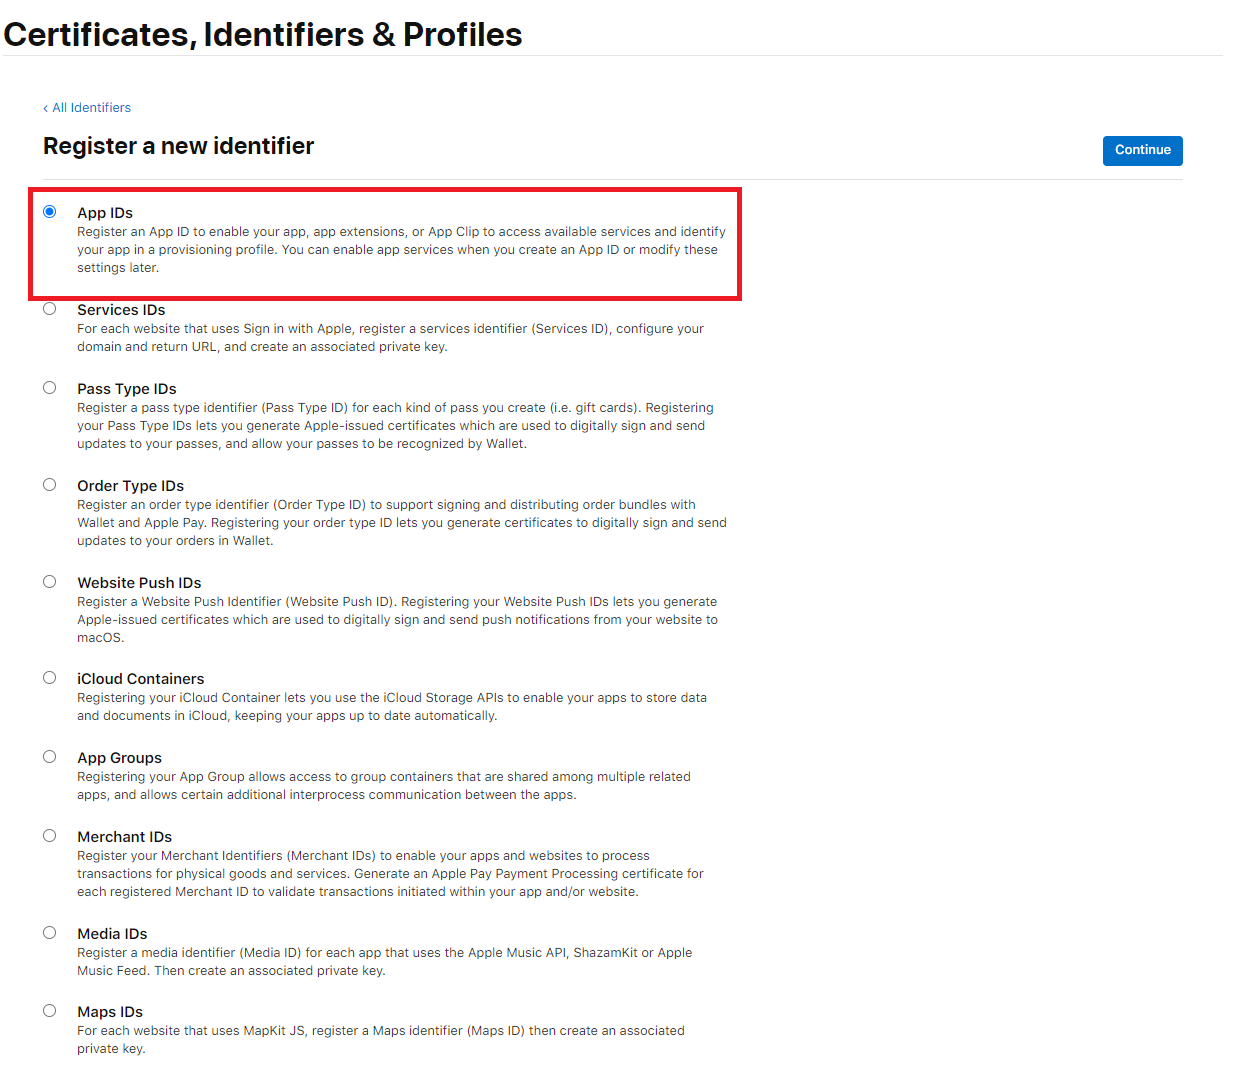 Certificates, Identifiers & Profiles
‹ All Identifiers
Register a new identifier
Continue
App IDs
Register an App ID to enable your app, app extensions, or App Clip to access available services and identify
your app in a provisioning profile. You can enable app services when you create an App ID or modify these
settings later.
Services IDs
For each website that uses Sign in with Apple, register a services identifier (Services ID), configure your
domain and return URL, and create an associated private key.
Pass Type IDs
Register a pass type identifier (Pass Type ID) for each kind of pass you create (i.e. gift cards). Registering
your Pass Type IDs lets you generate Apple-issued certificates which are used to digitally sign and send
updates to your passes, and allow your passes to be recognized by Wallet.
Order Type IDs
Register an order type identifier (Order Type ID) to support signing and distributing order bundles with
Wallet and Apple Pay. Registering your order type ID lets you generate certificates to digitally sign and send
updates to your orders in Wallet.
Website Push IDs
Register a Website Push Identifier (Website Push ID). Registering your Website Push IDs lets you generate
Apple-issued certificates which are used to digitally sign and send push notifications from your website to
macOS.
iCloud Containers
Registering your iCloud Container lets you use the iCloud Storage APIs to enable your apps to store data
and documents in iCloud, keeping your apps up to date automatically.
App Groups
Registering your App Group allows access to group containers that are shared among multiple related
apps, and allows certain additional interprocess communication between the apps.
Merchant IDs
Register your Merchant Identifiers (Merchant IDs) to enable your apps and websites to process
transactions for physical goods and services. Generate an Apple Pay Payment Processing certificate for
each registered Merchant ID to validate transactions initiated within your app and/or website.
Media IDs
Register a media identifier (Media ID) for each app that uses the Apple Music API, ShazamKit or Apple
Music Feed. Then create an associated private key.
Maps IDs
For each website that uses MapKit JS, register a Maps identifier (Maps ID) then create an associated
private key.